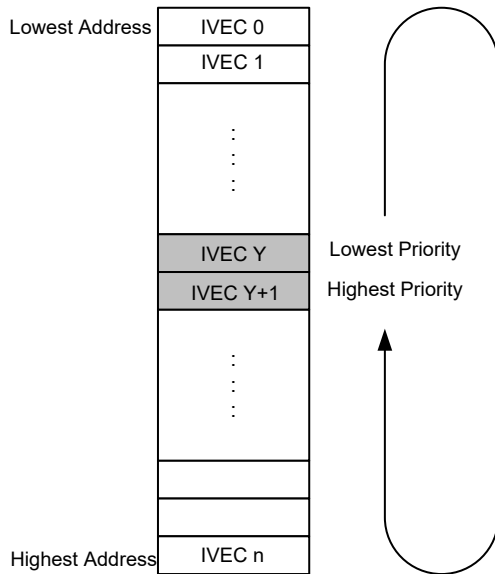 Lowest Address
IVEC 0
IVEC 1
IVEC Y
Lowest Priority
IVEC Y+1
Highest Priority
Highest Address
IVEC n